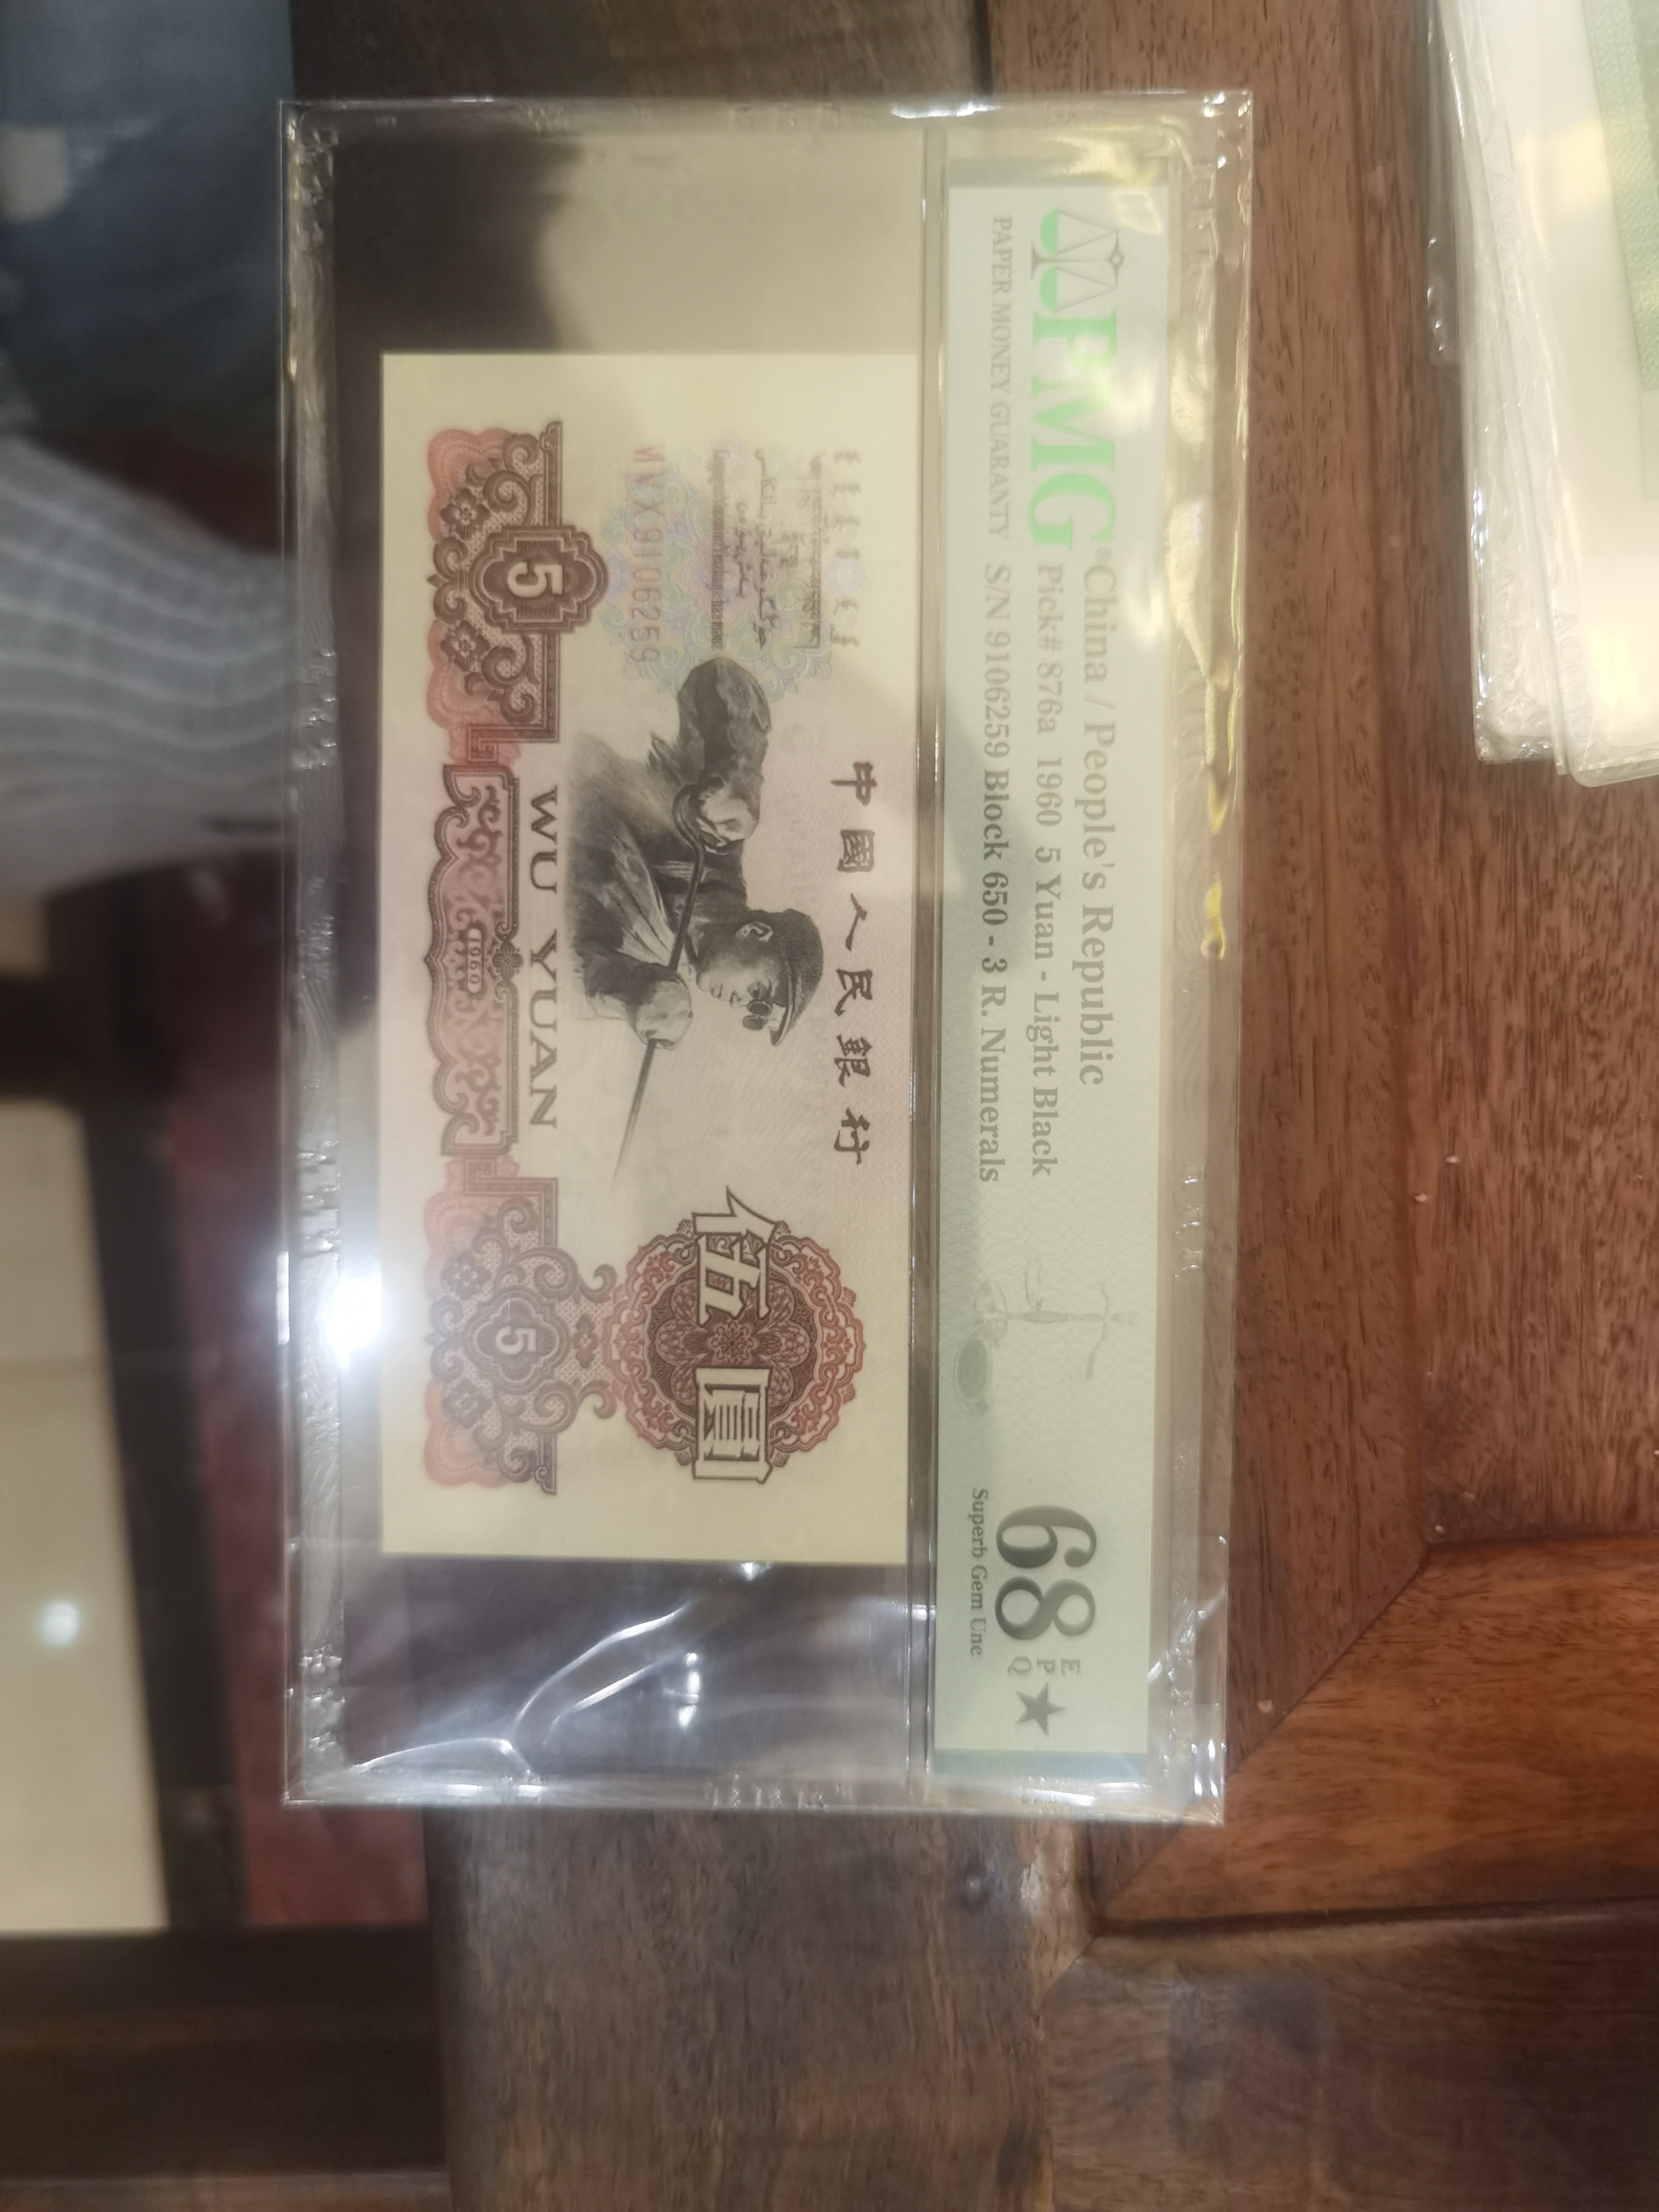 PMG®
PAPER MONEY GUARANTY
China / People's Republic
Pick# 876a 1960 5 Yuan - Light Black
S/N 9106259 Block 650 - 3 R. Numerals
68
EPQ
★
Superb Gem Unc
中國人民銀行
9106259
伍圓
WU YUAN
5
1960
5